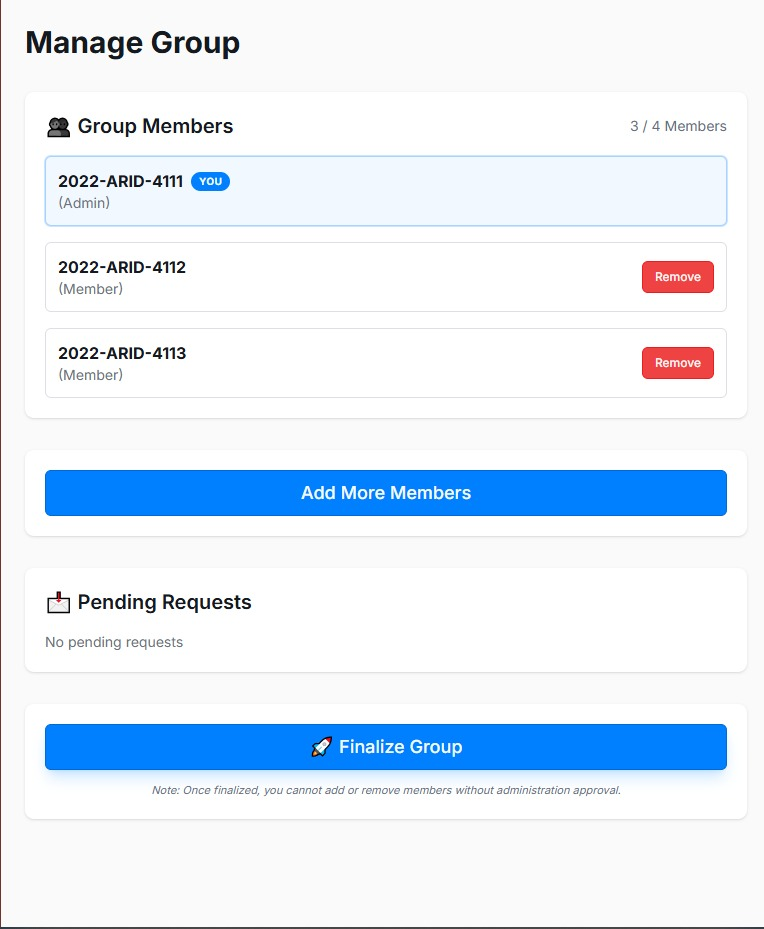 Manage Group
Group Members
3 / 4 Members
2022-ARID-4111 YOU
(Admin)
2022-ARID-4112
(Member)
Remove
2022-ARID-4113
(Member)
Remove
Add More Members
Pending Requests
No pending requests
Finalize Group
Note: Once finalized, you cannot add or remove members without administration approval.